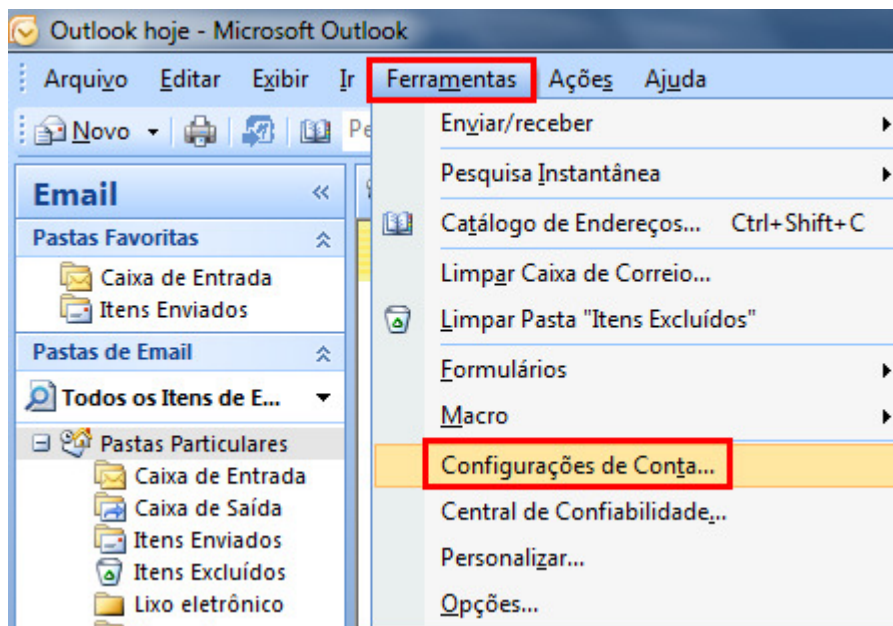 Outlook hoje - Microsoft Outlook
Arquivo Editar Exibir Ir Ferramentas Ações Ajuda
Novo
Email
Pastas Favoritas
Caixa de Entrada
Itens Enviados
Pastas de Email
Todos os Itens de E...
Pastas Particulares
Caixa de Entrada
Caixa de Saída
Itens Enviados
Itens Excluídos
Lixo eletrônico
Enviar/receber
Pesquisa Instantânea
Catálogo de Endereços... Ctrl+Shift+C
Limpar Caixa de Correio...
Limpar Pasta "Itens Excluídos"
Formulários
Macro
Configurações de Conta...
Central de Confiabilidade...
Personalizar...
Opções...